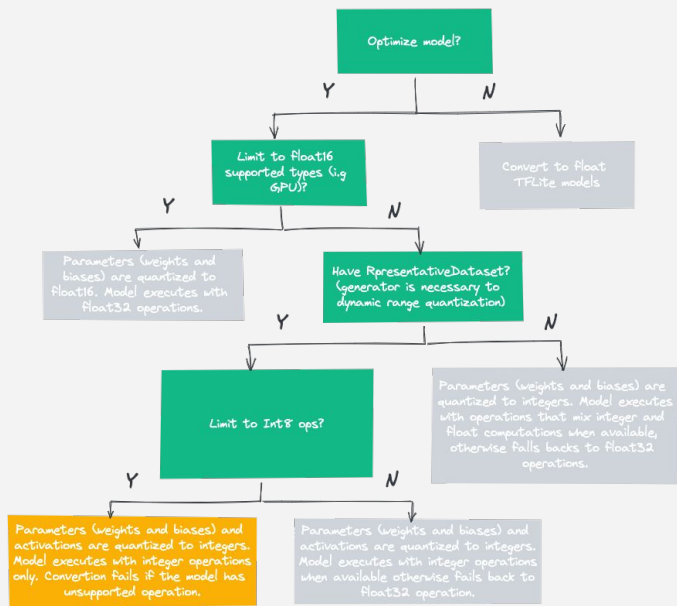 Optimize model?
Y
N
Limit to float16
supported types (i.g
GPU)?
Convert to float
TFLite models
Y
N
Parameters (weights and
biases) are quantized to
float16. Model executes with
float32 operations.
Have RpresentativeDataset?
(generator is necessary to
dynamic range quantization)
Y
N
Limit to Int8 ops?
Parameters (weights and biases) are
quantized to integers. Model executes
with operations that mix integer and
float computations when available,
otherwise falls backs to float32
operations.
Y
N
Parameters (weights and biases) and
activations are quantized to integers.
Model executes with integer operations
only. Convertion fails if the model has
unsupported operation.
Parameters (weights and biases) and
activations are quantized to integers.
Model executes with integer operations
when available otherwise fails back to
float32 operation.